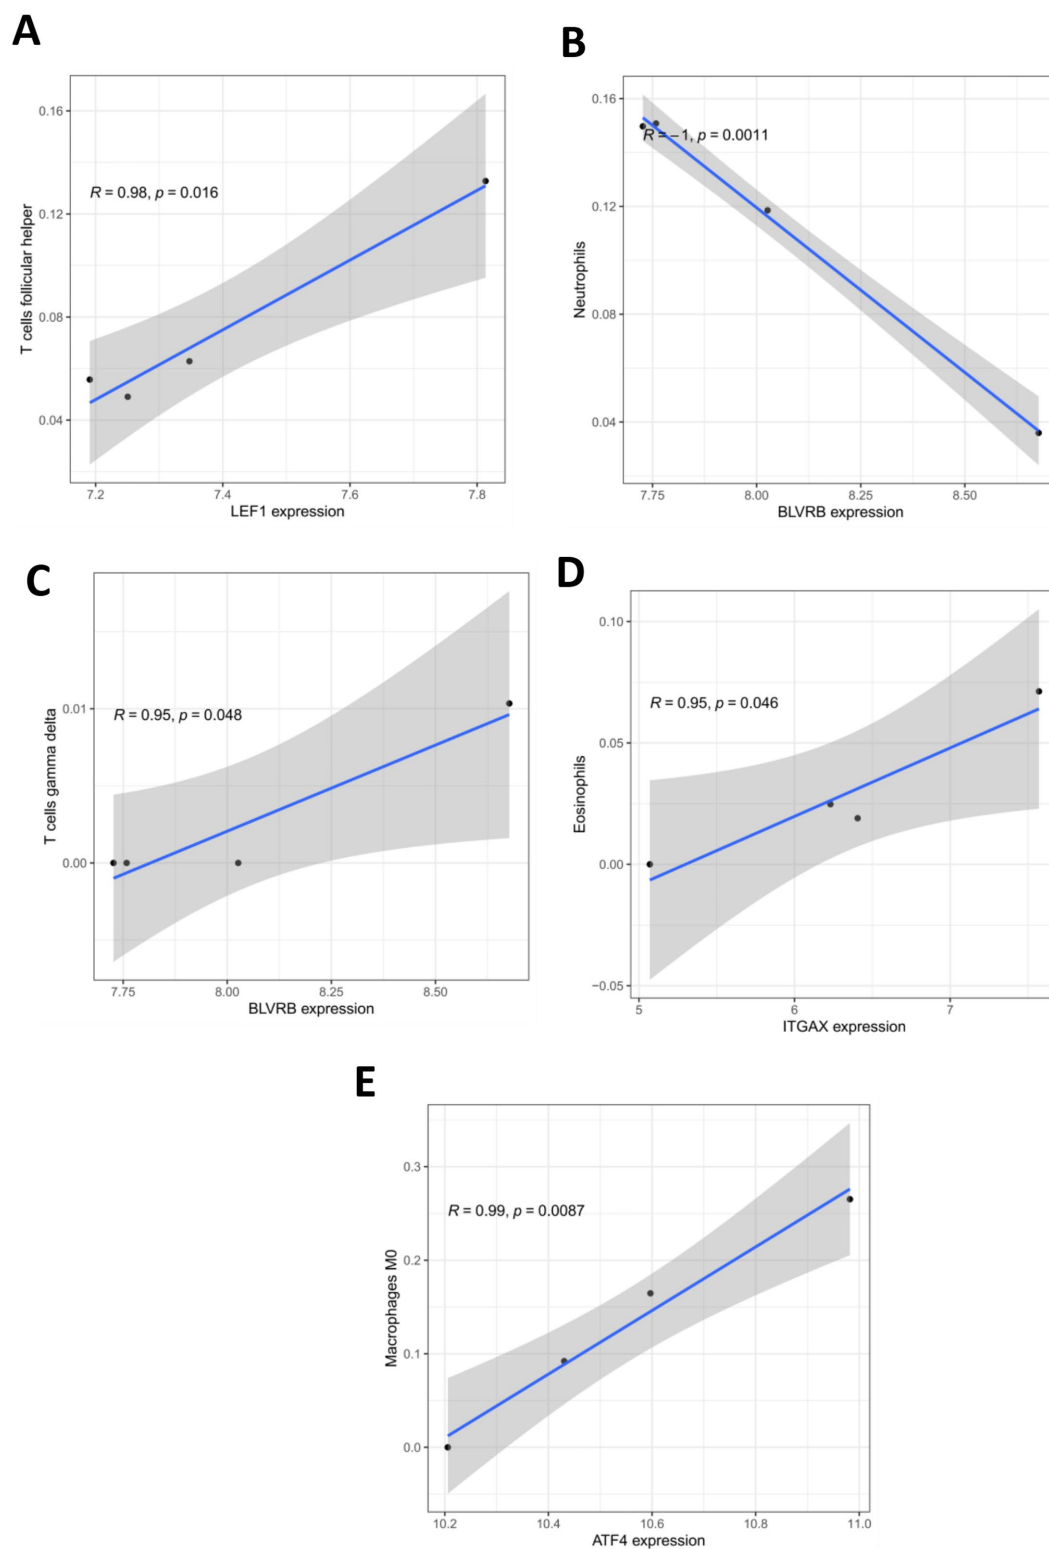 A
T cells follicular helper
0.16
0.12
0.08
0.04
R = 0.98, p = 0.016
7.2 7.4 7.6 7.8
LEF1 expression
B
Neutrophils
0.16
0.12
0.08
0.04
R = −1, p = 0.0011
7.75 8.00 8.25 8.50
BLVRB expression
C
T cells gamma delta
0.01
0.00
R = 0.95, p = 0.048
7.75 8.00 8.25 8.50
BLVRB expression
D
Eosinophils
0.10
0.05
0.00
−0.05
R = 0.95, p = 0.046
5 6 7
ITGAX expression
E
Macrophages M0
0.3
0.2
0.1
0.0
R = 0.99, p = 0.0087
10.2 10.4 10.6 10.8 11.0
ATF4 expression